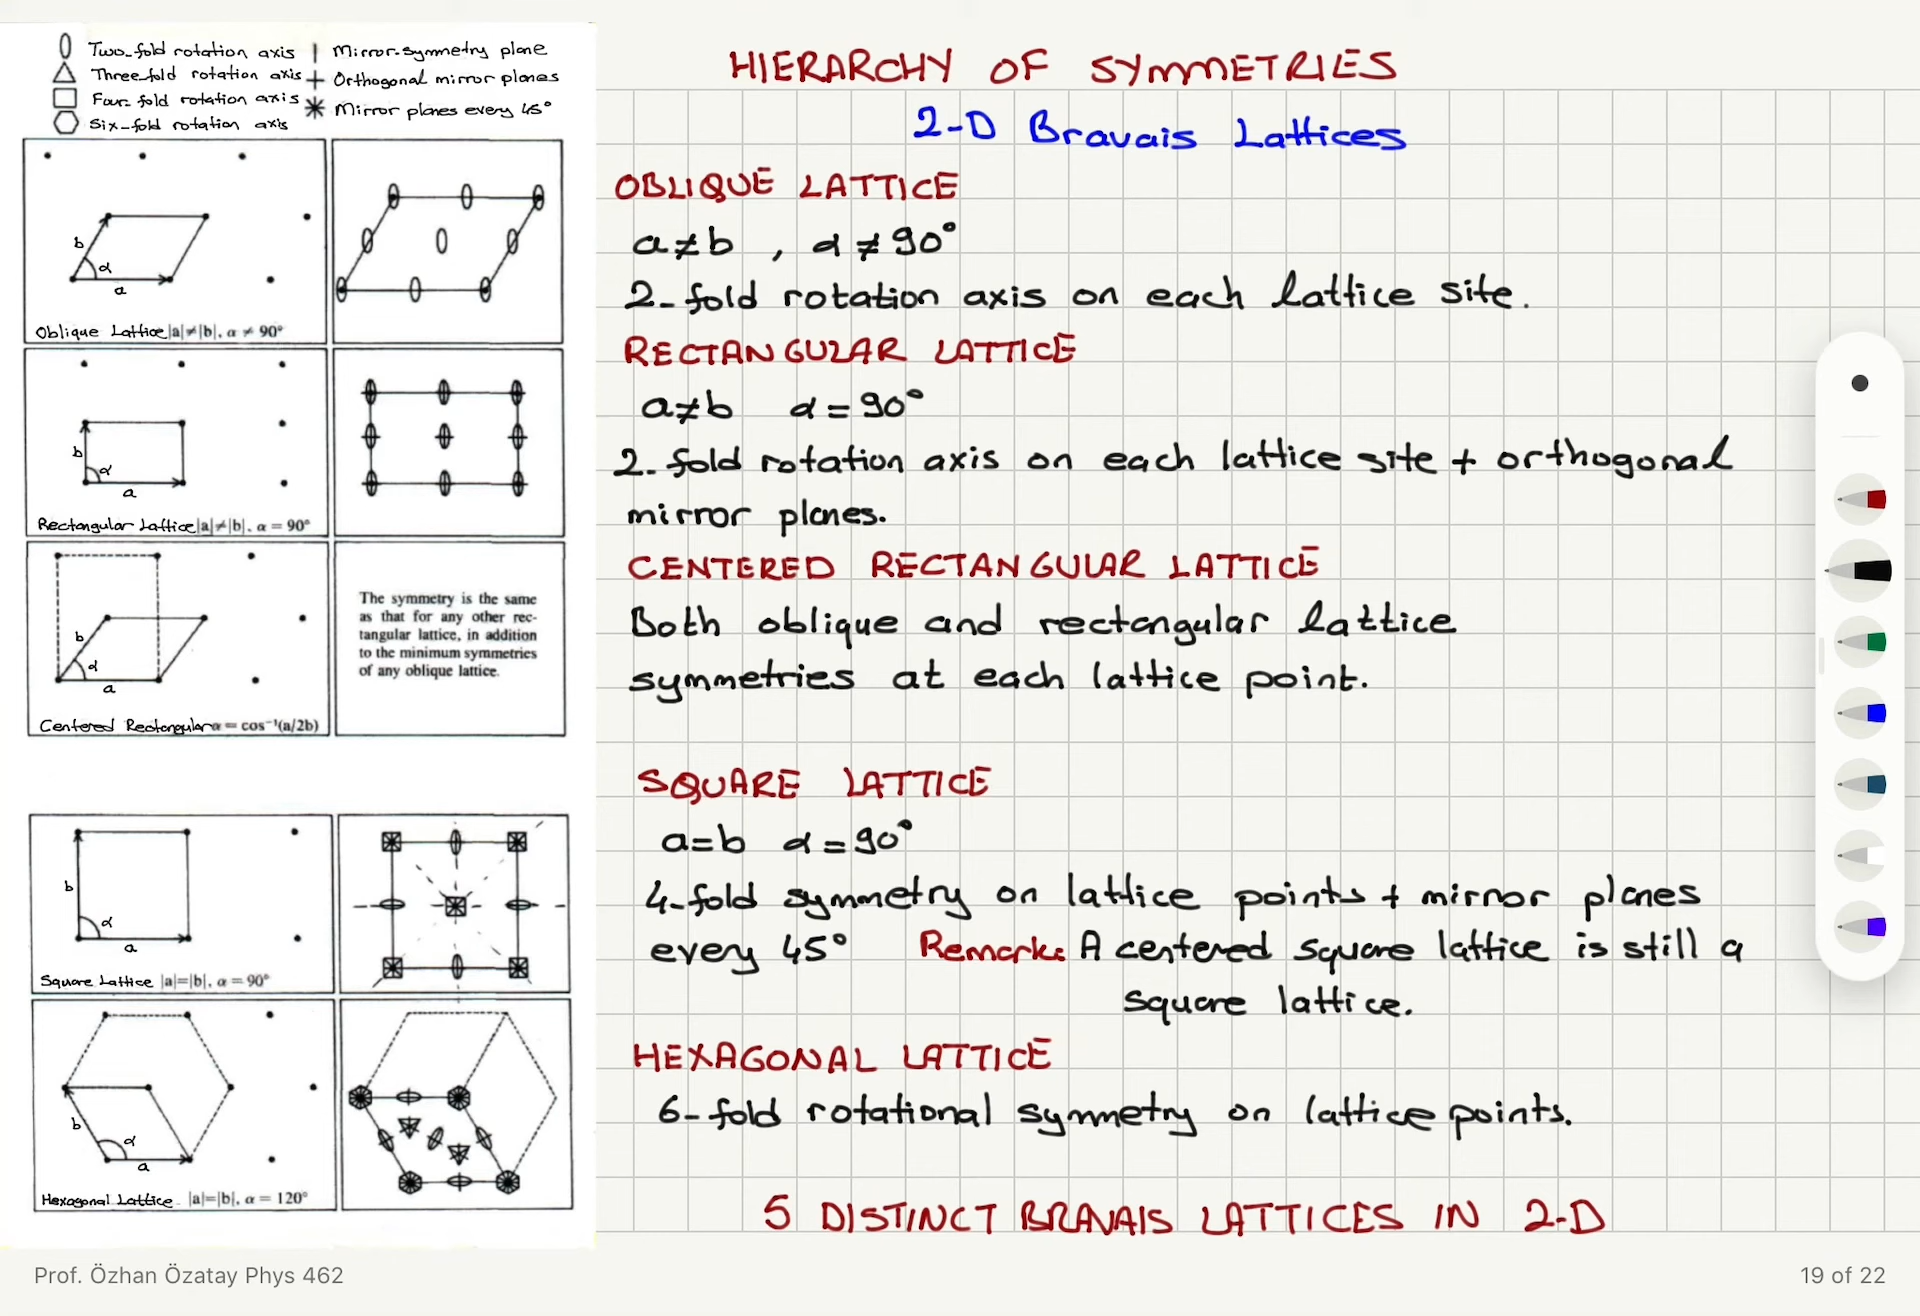 Two-fold rotation axis
Three-fold rotation axis
Four-fold rotation axis
Six-fold rotation axis
Mirror-symmetry plane
Orthogonal mirror planes
Mirror planes every 45°
b
α
a
Oblique Lattice |a|≠|b|, α ≠ 90°
b
α
a
Rectangular Lattice |a|≠|b|, α = 90°
b
α
a
Centered Rectangular α = cos⁻¹(a/2b)
The symmetry is the same
as that for any other rec-
tangular lattice, in addition
to the minimum symmetries
of any oblique lattice.
b
α
a
Square Lattice |a|=|b|, α = 90°
b
α
a
Hexagonal Lattice |a|=|b|, α = 120°
HIERARCHY OF SYMMETRIES
2-D Bravais Lattices
OBLIQUE LATTICE
a≠b , α ≠ 90°
2-fold rotation axis on each lattice site.
RECTANGULAR LATTICE
a≠b α = 90°
2-fold rotation axis on each lattice site + orthogonal
mirror planes.
CENTERED RECTANGULAR LATTICE
Both oblique and rectangular lattice
symmetries at each lattice point.
SQUARE LATTICE
a=b α = 90°
4-fold symmetry on lattice points + mirror planes
every 45° Remark: A centered square lattice is still a
square lattice.
HEXAGONAL LATTICE
6-fold rotational symmetry on lattice points.
5 DISTINCT BRAVAIS LATTICES IN 2-D
Prof. Özhan Özatay Phys 462
19 of 22